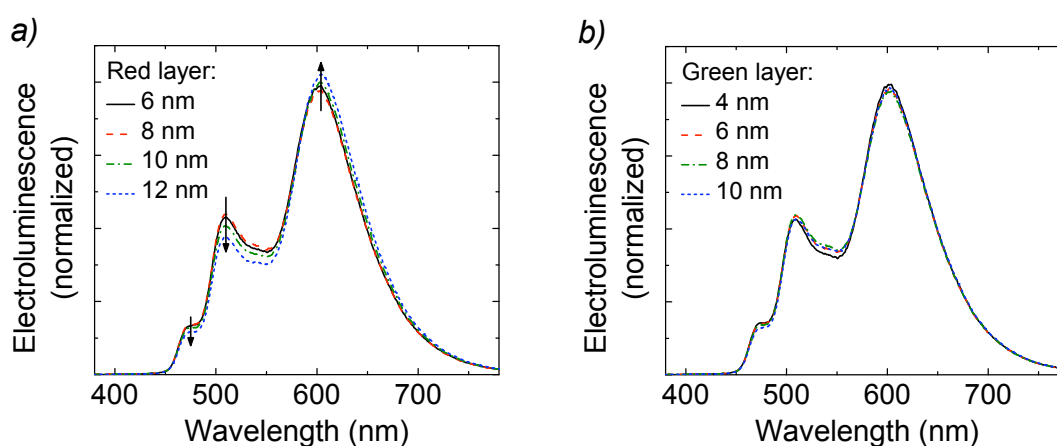 a)
Electroluminescence
(normalized)
Red layer:
6 nm
8 nm
10 nm
12 nm
400 500 600 700
Wavelength (nm)
b)
Electroluminescence
(normalized)
Green layer:
4 nm
6 nm
8 nm
10 nm
400 500 600 700
Wavelength (nm)